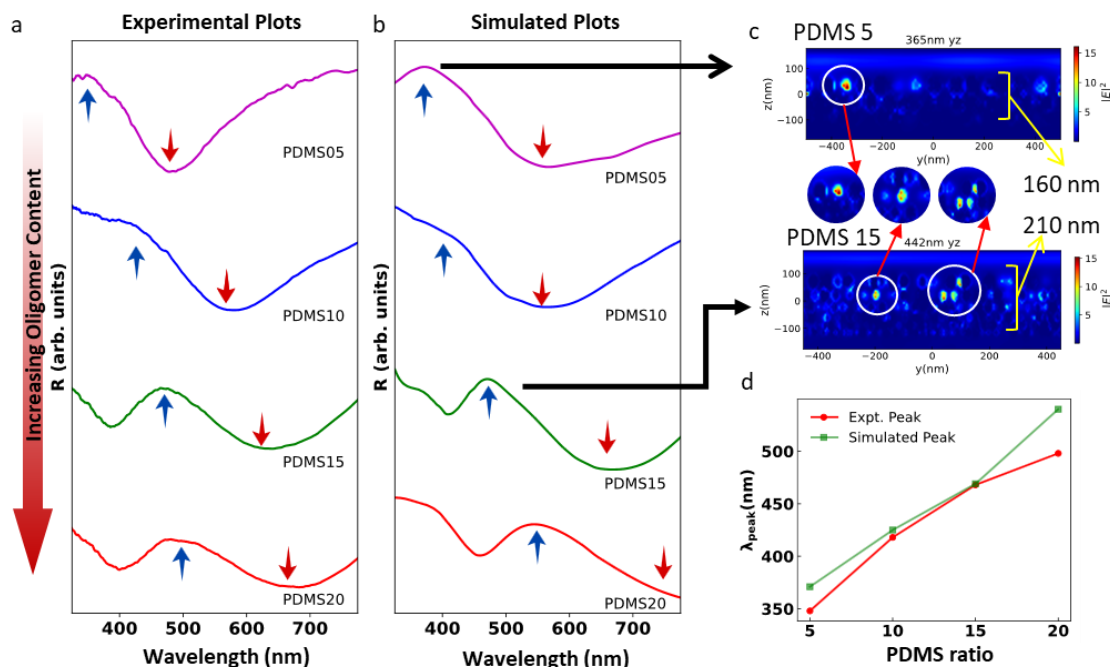 a
Experimental Plots
b
Simulated Plots
c
PDMS 5
365nm yz
z(nm)
100
0
−100
−400
−200
0
200
400
y(nm)
15
10
5
|E|²
160 nm
210 nm
PDMS 15
442nm yz
z(nm)
100
0
−100
−400
−200
0
200
400
y(nm)
15
10
5
|E|²
Increasing Oligomer Content
R (arb. units)
PDMS05
PDMS10
PDMS15
PDMS20
400
500
600
700
Wavelength (nm)
R (arb. units)
PDMS05
PDMS10
PDMS15
PDMS20
400
500
600
700
Wavelength (nm)
d
Expt. Peak
Simulated Peak
λpeak(nm)
500
450
400
350
5
10
15
20
PDMS ratio